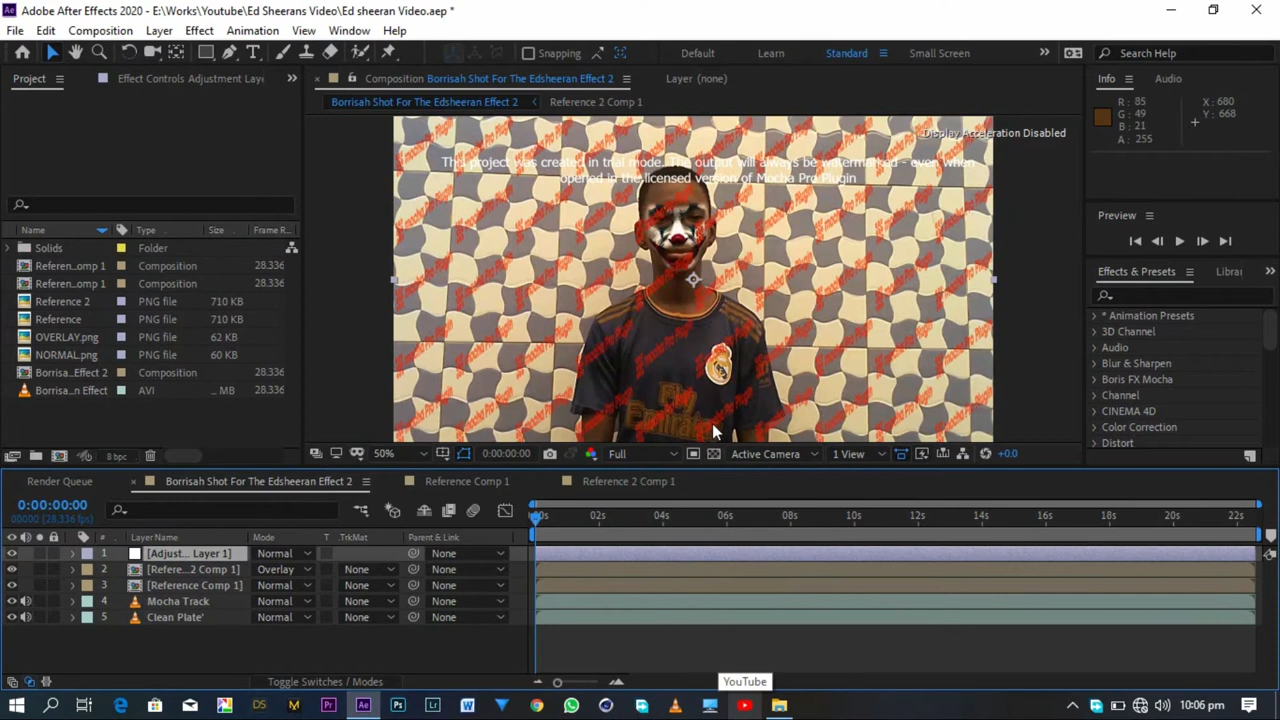 Adobe After Effects 2020 - E:\Works\Youtube\Ed Sheerans Video\Ed sheeran Video.aep *
File Edit Composition Layer Effect Animation View Window Help
Snapping Default Learn Standard Small Screen Search Help
Project Effect Controls Adjustment Laye
Composition Borrisah Shot For The Edsheeran Effect 2 Layer (none)
Borrisah Shot For The Edsheeran Effect 2 Reference 2 Comp 1
Info Audio
R : 85
G : 49
B : 21
A : 255
X : 680
Y : 668
Display Acceleration Disabled
This project was created in trial mode. The output will always be watermarked - even when
opened in the licensed version of Mocha Pro Plugin
Name Type Size Frame R..
Solids Folder
Referen...omp 1 Composition 28.336
Referen...omp 1 Composition 28.336
Reference 2 PNG file 710 KB
Reference PNG file 710 KB
OVERLAY.png PNG file 62 KB
NORMAL.png PNG file 60 KB
Borrisa...Effect 2 Composition 28.336
Borrisa...n Effect AVI ... MB 28.336
Fly
Emirates
Preview
Effects & Presets Librai
* Animation Presets
3D Channel
Audio
Blur & Sharpen
Boris FX Mocha
Channel
CINEMA 4D
Color Correction
Distort
8 bpc
50% 0:00:00:00 Full Active Camera 1 View +0.0
Render Queue Borrisah Shot For The Edsheeran Effect 2 Reference Comp 1 Reference 2 Comp 1
0:00:00:00
00000 (28.336 fps)
:00s 02s 04s 06s 08s 10s 12s 14s 16s 18s 20s 22s
# Layer Name Mode T .TrkMat Parent & Link
1 [Adjust... Layer 1] Normal None
2 [Refere...2 Comp 1] Overlay None None
3 [Reference Comp 1] Normal None None
4 Mocha Track Normal None None
5 Clean Plate' Normal None None
Toggle Switches / Modes
YouTube
DS M Pr Ae Ps Lr W
10:06 pm